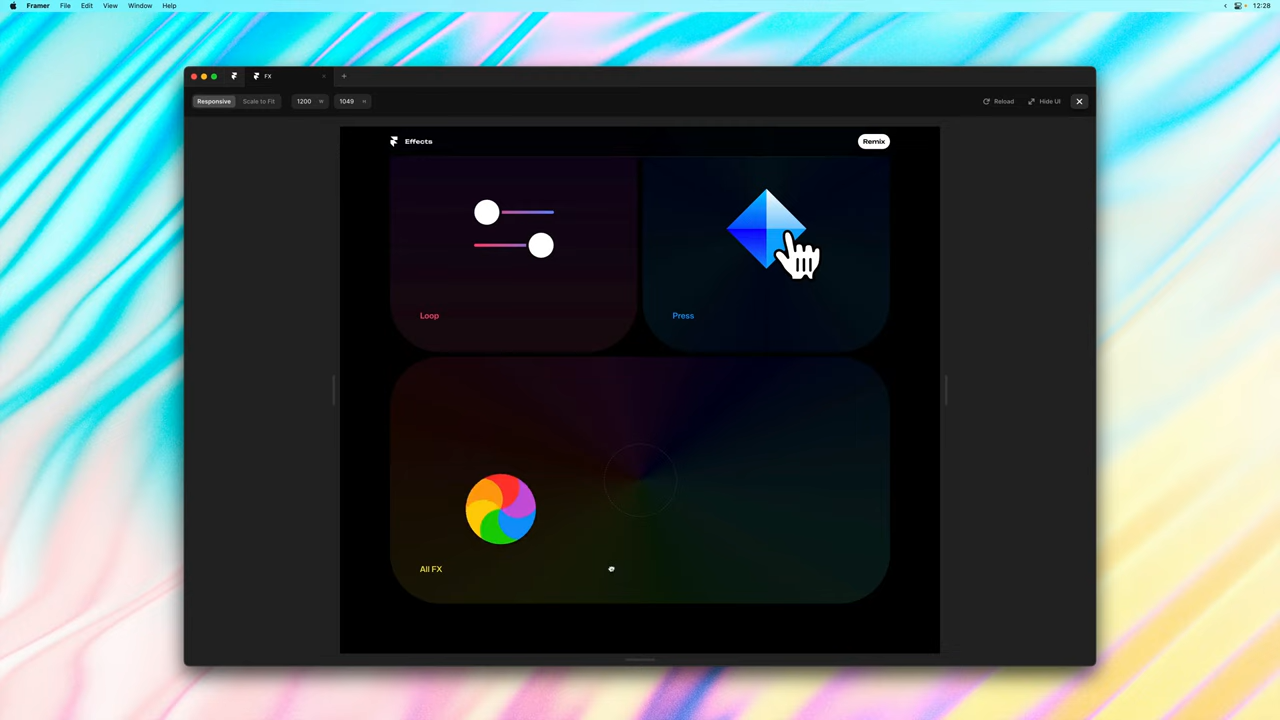 Framer File Edit View Window Help 12:28
FX
Responsive Scale to Fit 1200 W 1049 H Reload Hide UI
Effects Remix
Loop Press
All FX